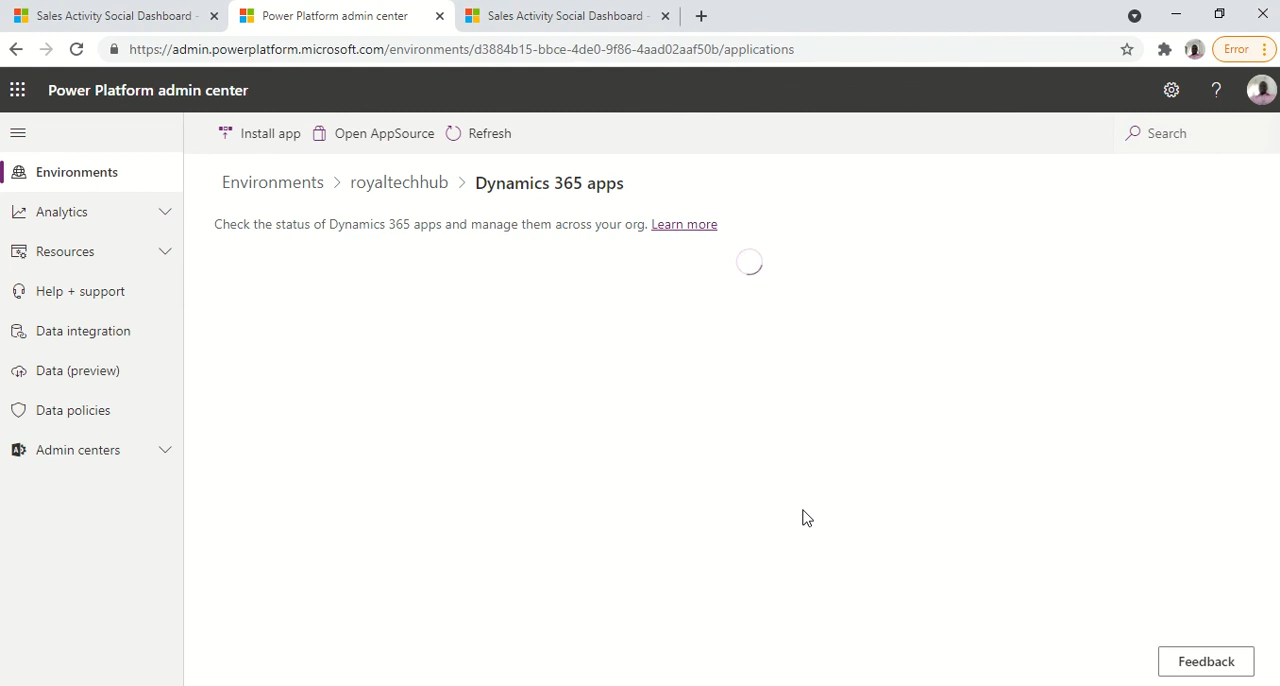 Sales Activity Social Dashboard -
Power Platform admin center
Sales Activity Social Dashboard -
https://admin.powerplatform.microsoft.com/environments/d3884b15-bbce-4de0-9f86-4aad02aaf50b/applications
Error
Power Platform admin center
Install app
Open AppSource
Refresh
Search
Environments
Analytics
Resources
Help + support
Data integration
Data (preview)
Data policies
Admin centers
Environments > royaltechhub > Dynamics 365 apps
Check the status of Dynamics 365 apps and manage them across your org. Learn more
Feedback